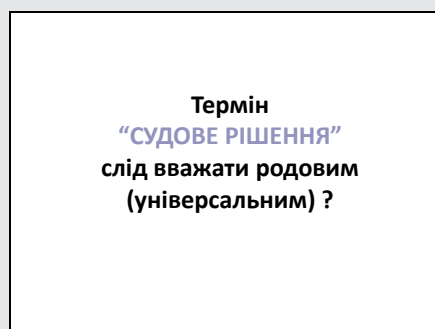 Термін
“СУДОВЕ РІШЕННЯ”
слід вважати родовим
(універсальним) ?